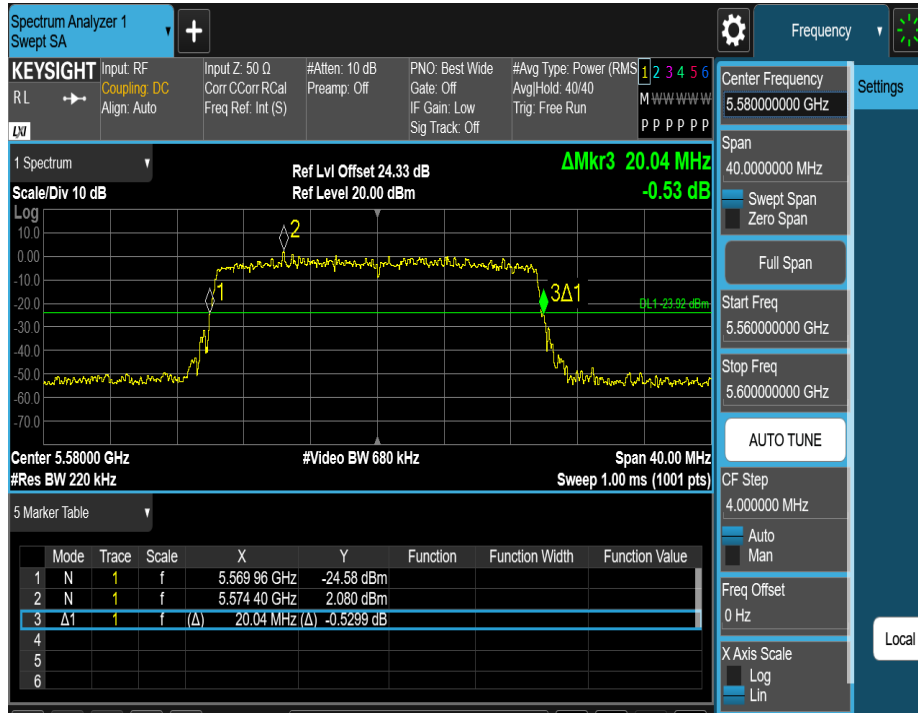 Spectrum Analyzer 1
Swept SA
+
Frequency
KEYSIGHT
R L
LXI
Input: RF
Coupling: DC
Align: Auto
Input Z: 50 Ω
Corr CCorr RCal
Freq Ref: Int (S)
#Atten: 10 dB
Preamp: Off
PNO: Best Wide
Gate: Off
IF Gain: Low
Sig Track: Off
#Avg Type: Power (RMS
Avg|Hold: 40/40
Trig: Free Run
1 2 3 4 5 6
M W W W W W
P P P P P P
1 Spectrum
Scale/Div 10 dB
Ref Lvl Offset 24.33 dB
Ref Level 20.00 dBm
ΔMkr3 20.04 MHz
-0.53 dB
Log
10.0
0.00
-10.0
-20.0
-30.0
-40.0
-50.0
-60.0
-70.0
2
1
3Δ1
DL1 -23.92 dBm
Center 5.58000 GHz
#Res BW 220 kHz
#Video BW 680 kHz
Span 40.00 MHz
Sweep 1.00 ms (1001 pts)
5 Marker Table
Mode Trace Scale X Y Function Function Width Function Value
1 N 1 f 5.569 96 GHz -24.58 dBm
2 N 1 f 5.574 40 GHz 2.080 dBm
3 Δ1 1 f (Δ) 20.04 MHz (Δ) -0.5299 dB
4
5
6
Center Frequency
5.580000000 GHz
Span
40.0000000 MHz
Swept Span
Zero Span
Full Span
Start Freq
5.560000000 GHz
Stop Freq
5.600000000 GHz
AUTO TUNE
CF Step
4.000000 MHz
Auto
Man
Freq Offset
0 Hz
X Axis Scale
Log
Lin
Settings
Local